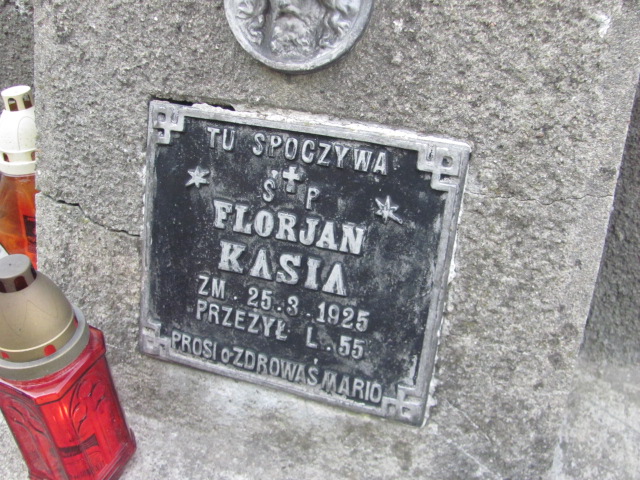 TU SPOCZYWA
Ś P
FLORJAN
KASIA
ZM. 25.3.1925
PRZEŻYŁ L. 55
PROSI o ZDROWAŚ MARIO